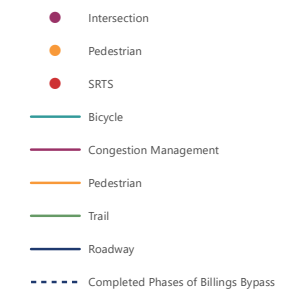 Intersection
Pedestrian
SRTS
Bicycle
Congestion Management
Pedestrian
Trail
Roadway
Completed Phases of Billings Bypass